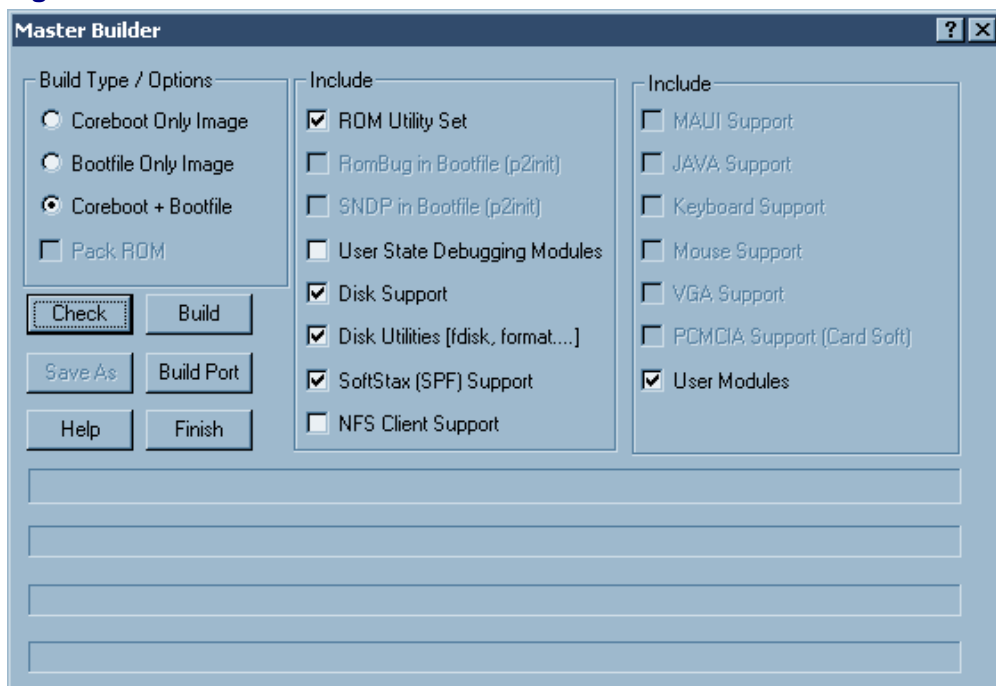 Master Builder
Build Type / Options
Coreboot Only Image
Bootfile Only Image
Coreboot + Bootfile
Pack ROM
Check
Build
Save As
Build Port
Help
Finish
Include
ROM Utility Set
RomBug in Bootfile (p2init)
SNDP in Bootfile (p2init)
User State Debugging Modules
Disk Support
Disk Utilities [fdisk, format....]
SoftStax (SPF) Support
NFS Client Support
Include
MAUI Support
JAVA Support
Keyboard Support
Mouse Support
VGA Support
PCMCIA Support (Card Soft)
User Modules